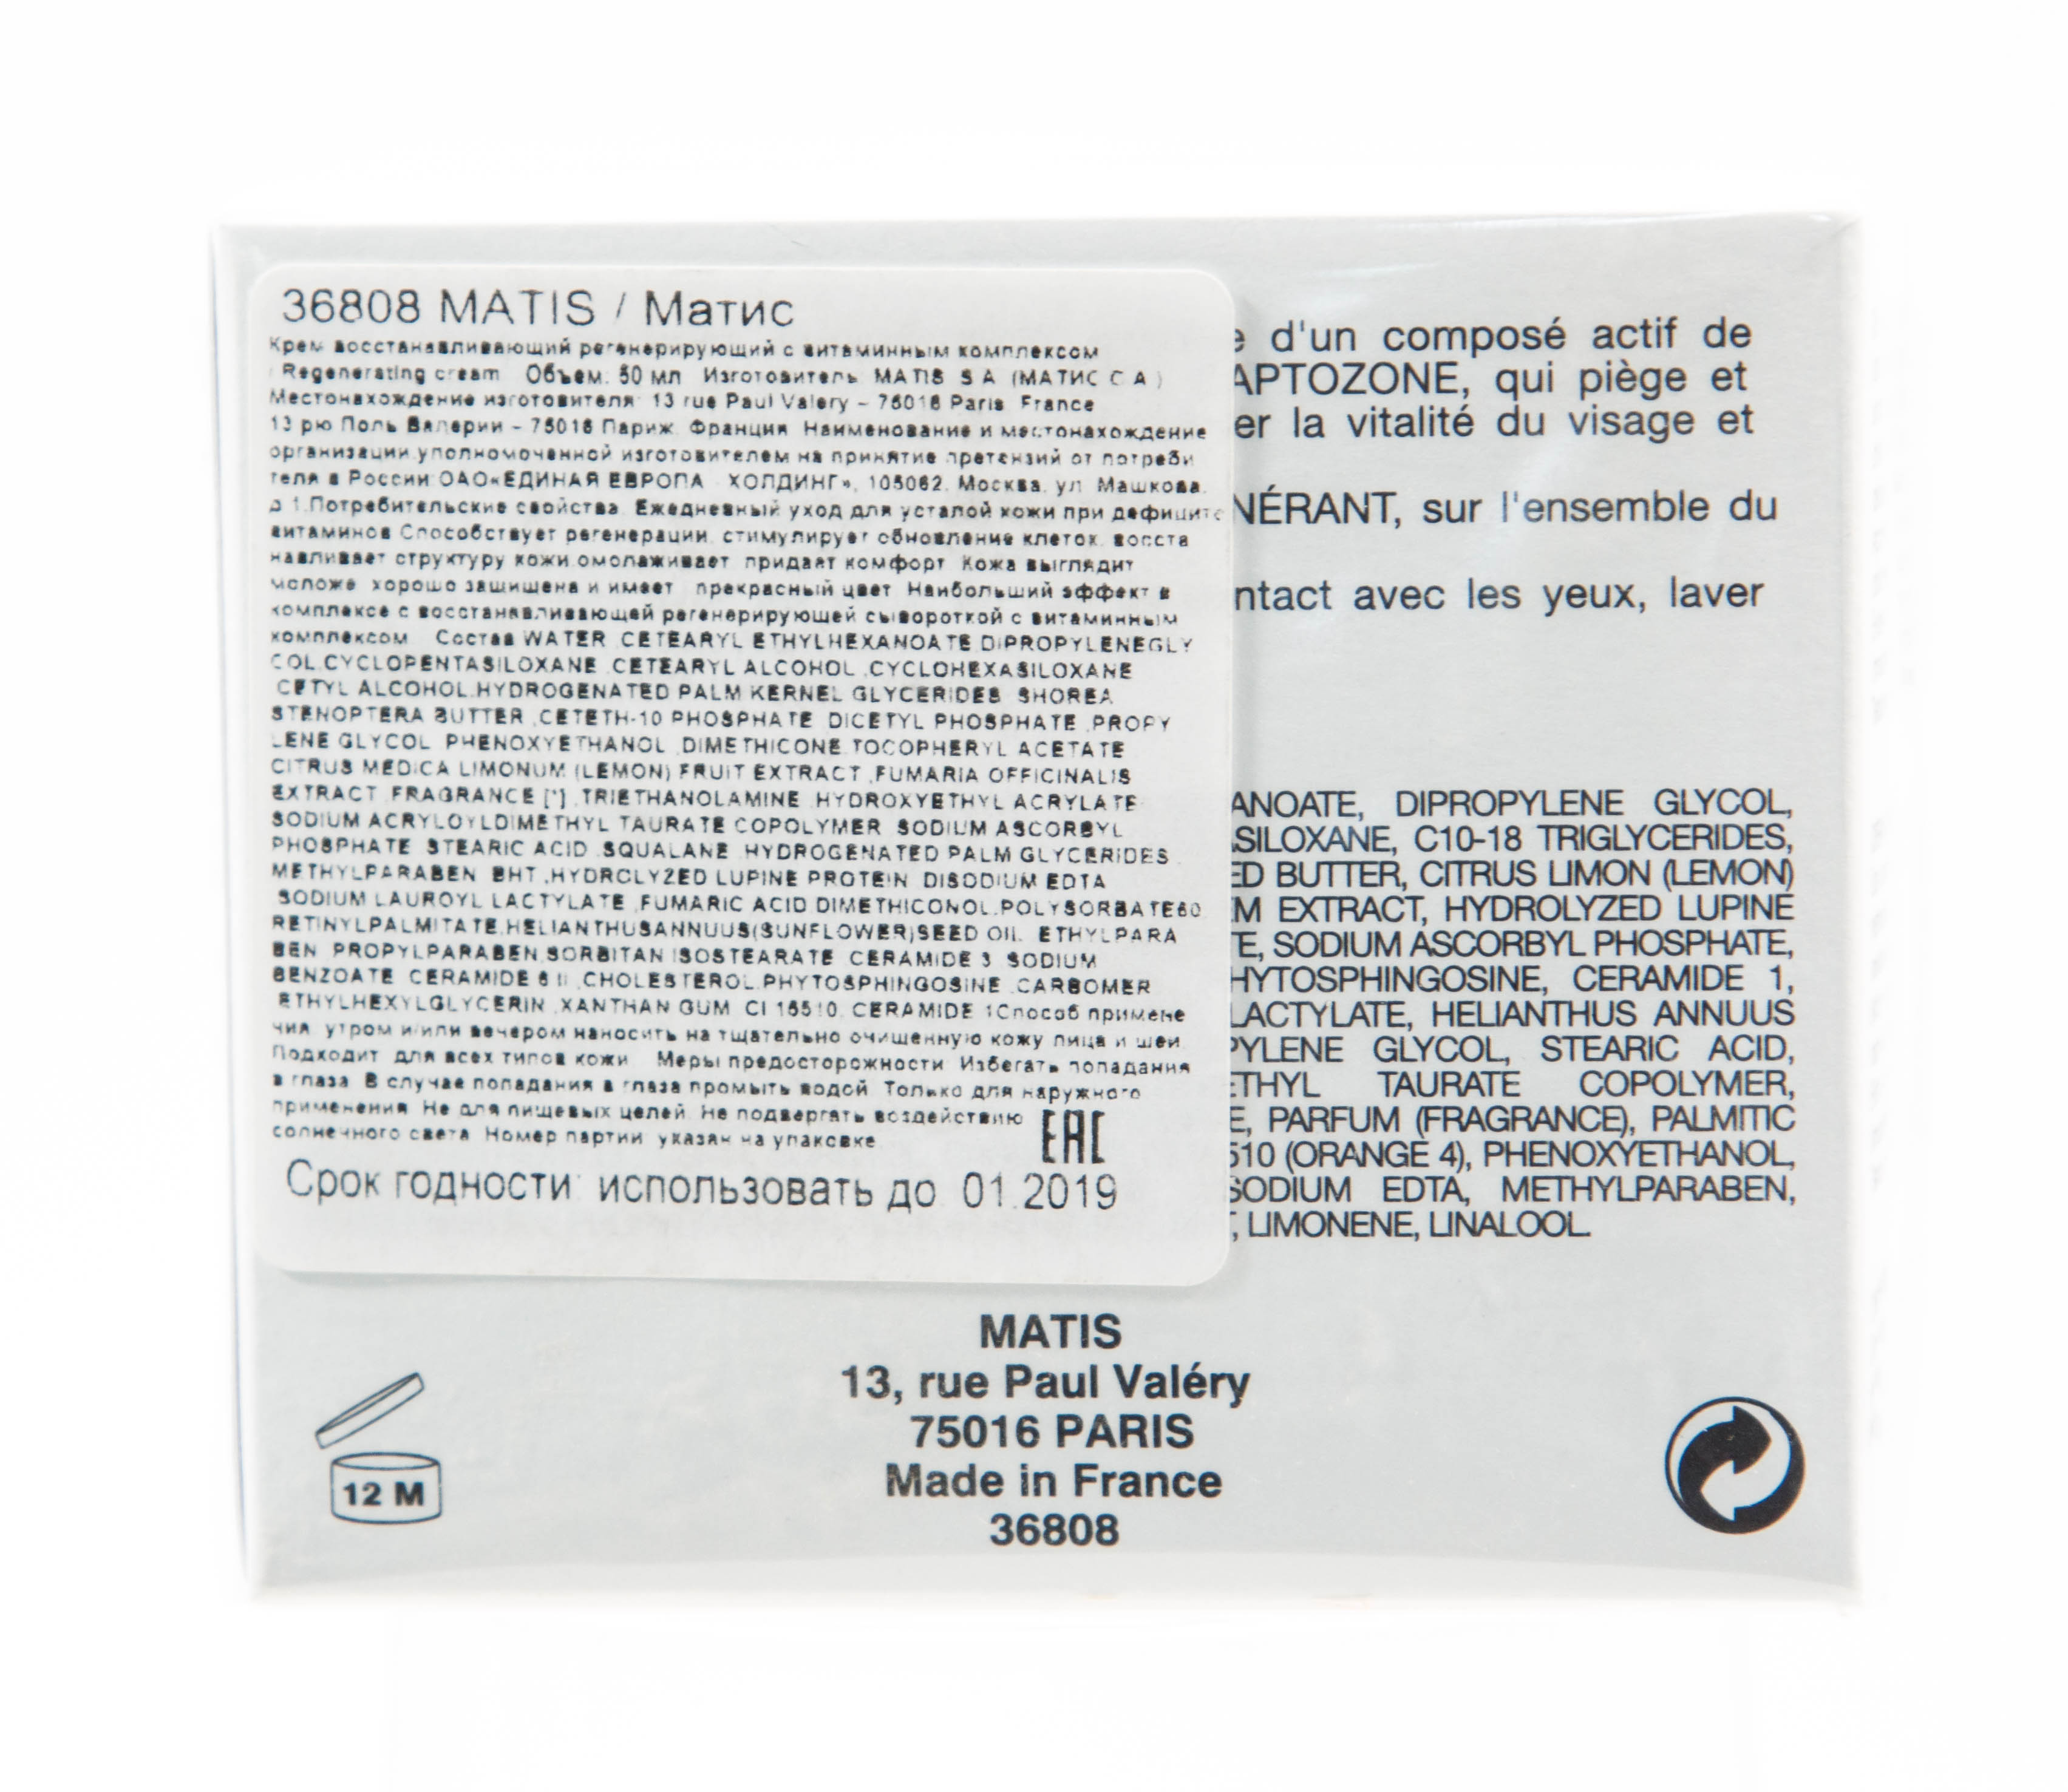 36808 MATIS / Матис
Крем восстанавливающий регенерирующий с витаминным комплексом
Regenerating cream Объем: 50 мл Изготовитель MATIS S A (МАТИС С А )
Местонахождение изготовителя: 13 rue Paul Valery – 75016 Paris France
13 рю Поль Валерии – 75016 Париж Франция Наименование и местонахождение
организации уполномоченной изготовителем на принятие претензий от потреби
теля в России ОАО«ЕДИНАЯ ЕВРОПА ХОЛДИНГ», 105062, Москва, ул Машкова,
д 1.Потребительские свойства Ежедневный уход для усталой кожи при дефиците
витаминов Способствует регенерации, стимулирует обновление клеток, восста
навливает структуру кожи,омолаживает придает комфорт Кожа выглядит
моложе хорошо защищена и имеет прекрасный цвет Наибольший эффект в
комплексе с восстанавливающей регенерирующей сывороткой с витаминным
комплексом Состав WATER CETEARYL ETHYLHEXANOATE DIPROPYLENEGLY
COL,CYCLOPENTASILOXANE ,CETEARYL ALCOHOL ,CYCLOHEXASILOXANE
CETYL ALCOHOL,HYDROGENATED PALM KERNEL GLYCERIDES SHOREA
STENOPTERA BUTTER ,CETETH-10 PHOSPHATE DICETYL PHOSPHATE ,PROPY
LENE GLYCOL PHENOXYETHANOL ,DIMETHICONE TOCOPHERYL ACETATE
CITRUS MEDICA LIMONUM (LEMON) FRUIT EXTRACT ,FUMARIA OFFICINALIS
EXTRACT FRAGRANCE [*] ,TRIETHANOLAMINE HYDROXYETHYL ACRYLATE
SODIUM ACRYLOYLDIMETHYL TAURATE COPOLYMER SODIUM ASCORBYL
PHOSPHATE STEARIC ACID SQUALANE HYDROGENATED PALM GLYCERIDES
METHYLPARABEN BHT ,HYDROLYZED LUPINE PROTEIN DISODIUM EDTA
SODIUM LAUROYL LACTYLATE ,FUMARIC ACID DIMETHICONOL,POLYSORBATE60
RETINYLPALMITATE,HELIANTHUSANNUUS(SUNFLOWER)SEED OIL ETHYLPARA
BEN PROPYLPARABEN,SORBITAN ISOSTEARATE CERAMIDE 3 SODIUM
BENZOATE CERAMIDE 6 II ,CHOLESTEROL,PHYTOSPHINGOSINE ,CARBOMER
ETHYLHEXYLGLYCERIN ,XANTHAN GUM CI 15510, CERAMIDE 1Способ примене
ния утром и/или вечером наносить на тщательно очищенную кожу лица и шеи
Подходит для всех типов кожи Меры предосторожности Избегать попадания
в глаза В случае попадания в глаза промыть водой Только для наружного
применения Не для пищевых целей Не подвергать воздействию
солнечного света Номер партии указан на упаковке
EAC
Срок годности: использовать до 01.2019
e d'un composé actif de
APTOZONE, qui piège et
er la vitalité du visage et
NÉRANT, sur l'ensemble du
ntact avec les yeux, laver
ANOATE, DIPROPYLENE GLYCOL,
SILOXANE, C10-18 TRIGLYCERIDES,
ED BUTTER, CITRUS LIMON (LEMON)
M EXTRACT, HYDROLYZED LUPINE
E, SODIUM ASCORBYL PHOSPHATE,
HYTOSPHINGOSINE, CERAMIDE 1,
LACTYLATE, HELIANTHUS ANNUUS
PYLENE GLYCOL, STEARIC ACID,
ETHYL TAURATE COPOLYMER,
E, PARFUM (FRAGRANCE), PALMITIC
510 (ORANGE 4), PHENOXYETHANOL,
SODIUM EDTA, METHYLPARABEN,
, LIMONENE, LINALOOL.
MATIS
13, rue Paul Valéry
75016 PARIS
Made in France
36808
12 M